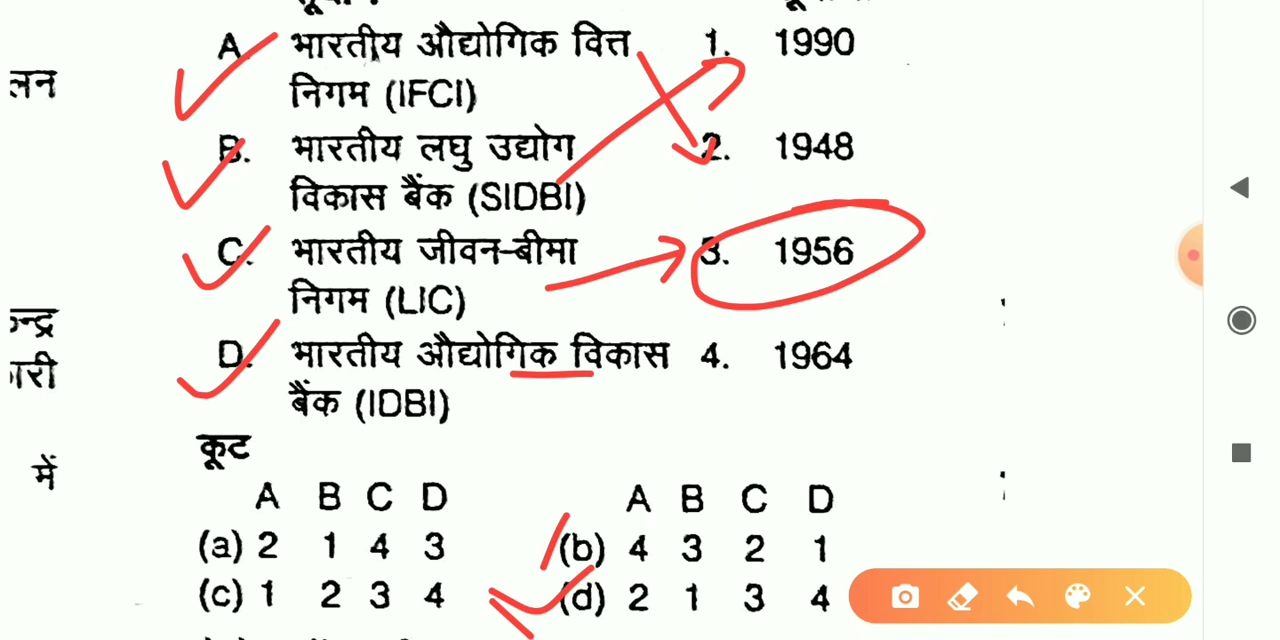 लन
A. भारतीय औद्योगिक वित्त 1. 1990
निगम (IFCI)
B. भारतीय लघु उद्योग 2. 1948
विकास बैंक (SIDBI)
C. भारतीय जीवन-बीमा 3. 1956
निगम (LIC)
D. भारतीय औद्योगिक विकास 4. 1964
बैंक (IDBI)
कूट
में
A B C D A B C D
(a) 2 1 4 3 (b) 4 3 2 1
(c) 1 2 3 4 (d) 2 1 3 4